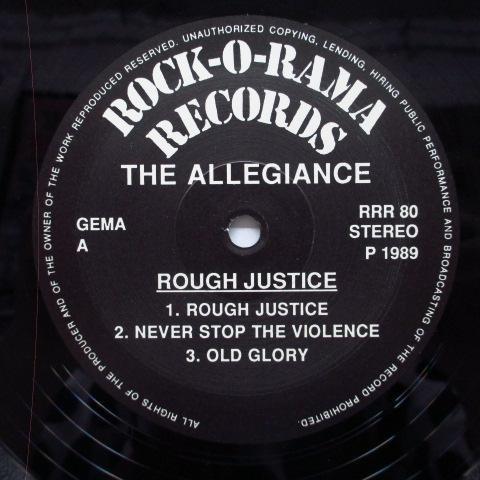 ALL RIGHTS OF THE PRODUCER AND OF THE OWNER OF THE WORK REPRODUCED RESERVED. UNAUTHORIZED COPYING, LENDING, HIRING PUBLIC PERFORMANCE AND BROADCASTING OF THE RECORD PROHIBITED.
ROCK-O-RAMA
RECORDS
THE ALLEGIANCE
GEMA
A
RRR 80
STEREO
P 1989
ROUGH JUSTICE
1. ROUGH JUSTICE
2. NEVER STOP THE VIOLENCE
3. OLD GLORY